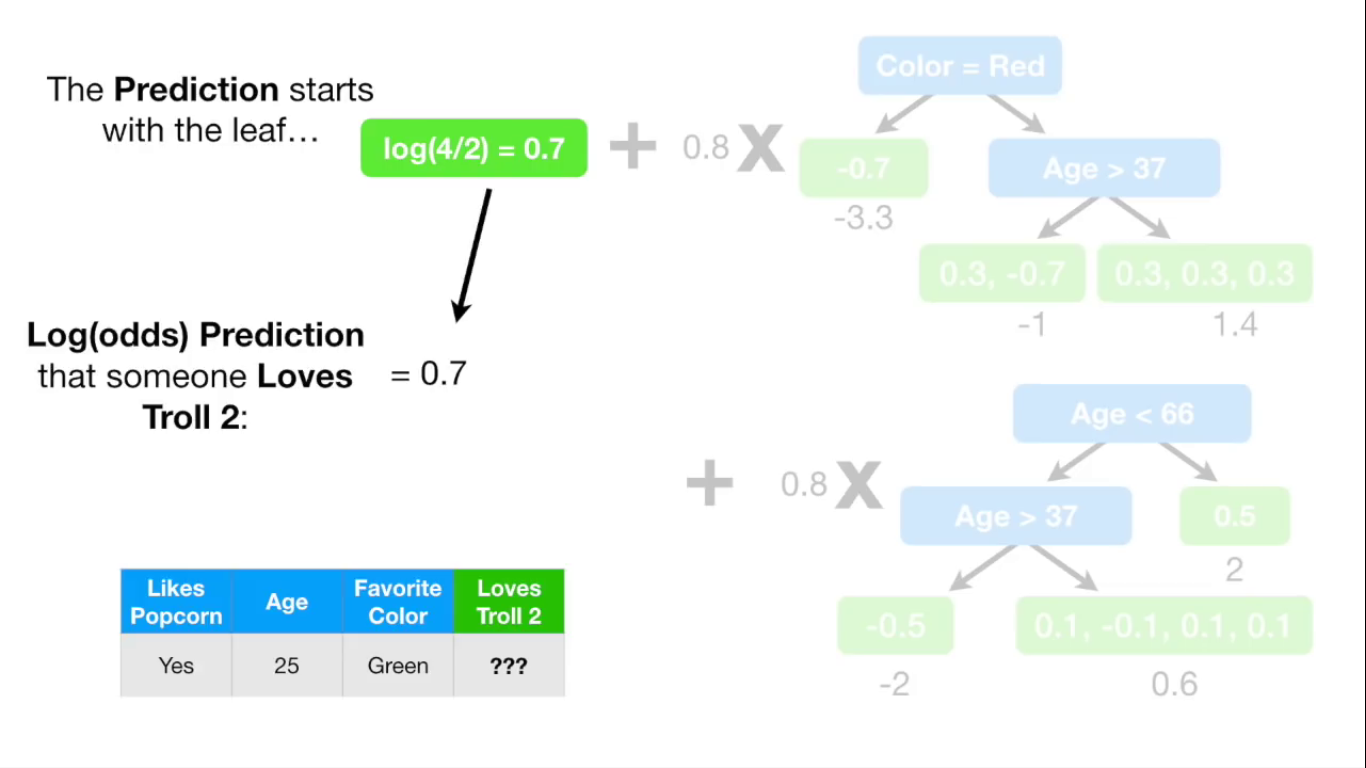 The Prediction starts
with the leaf...
log(4/2) = 0.7
+ 0.8 X
Color = Red
-0.7
-3.3
Age > 37
0.3, -0.7
-1
0.3, 0.3, 0.3
1.4
Log(odds) Prediction
that someone Loves
Troll 2:
= 0.7
+ 0.8 X
Age < 66
Age > 37
0.5
2
-0.5
-2
0.1, -0.1, 0.1, 0.1
0.6
Likes Popcorn Age Favorite Color Loves Troll 2
Yes 25 Green ???